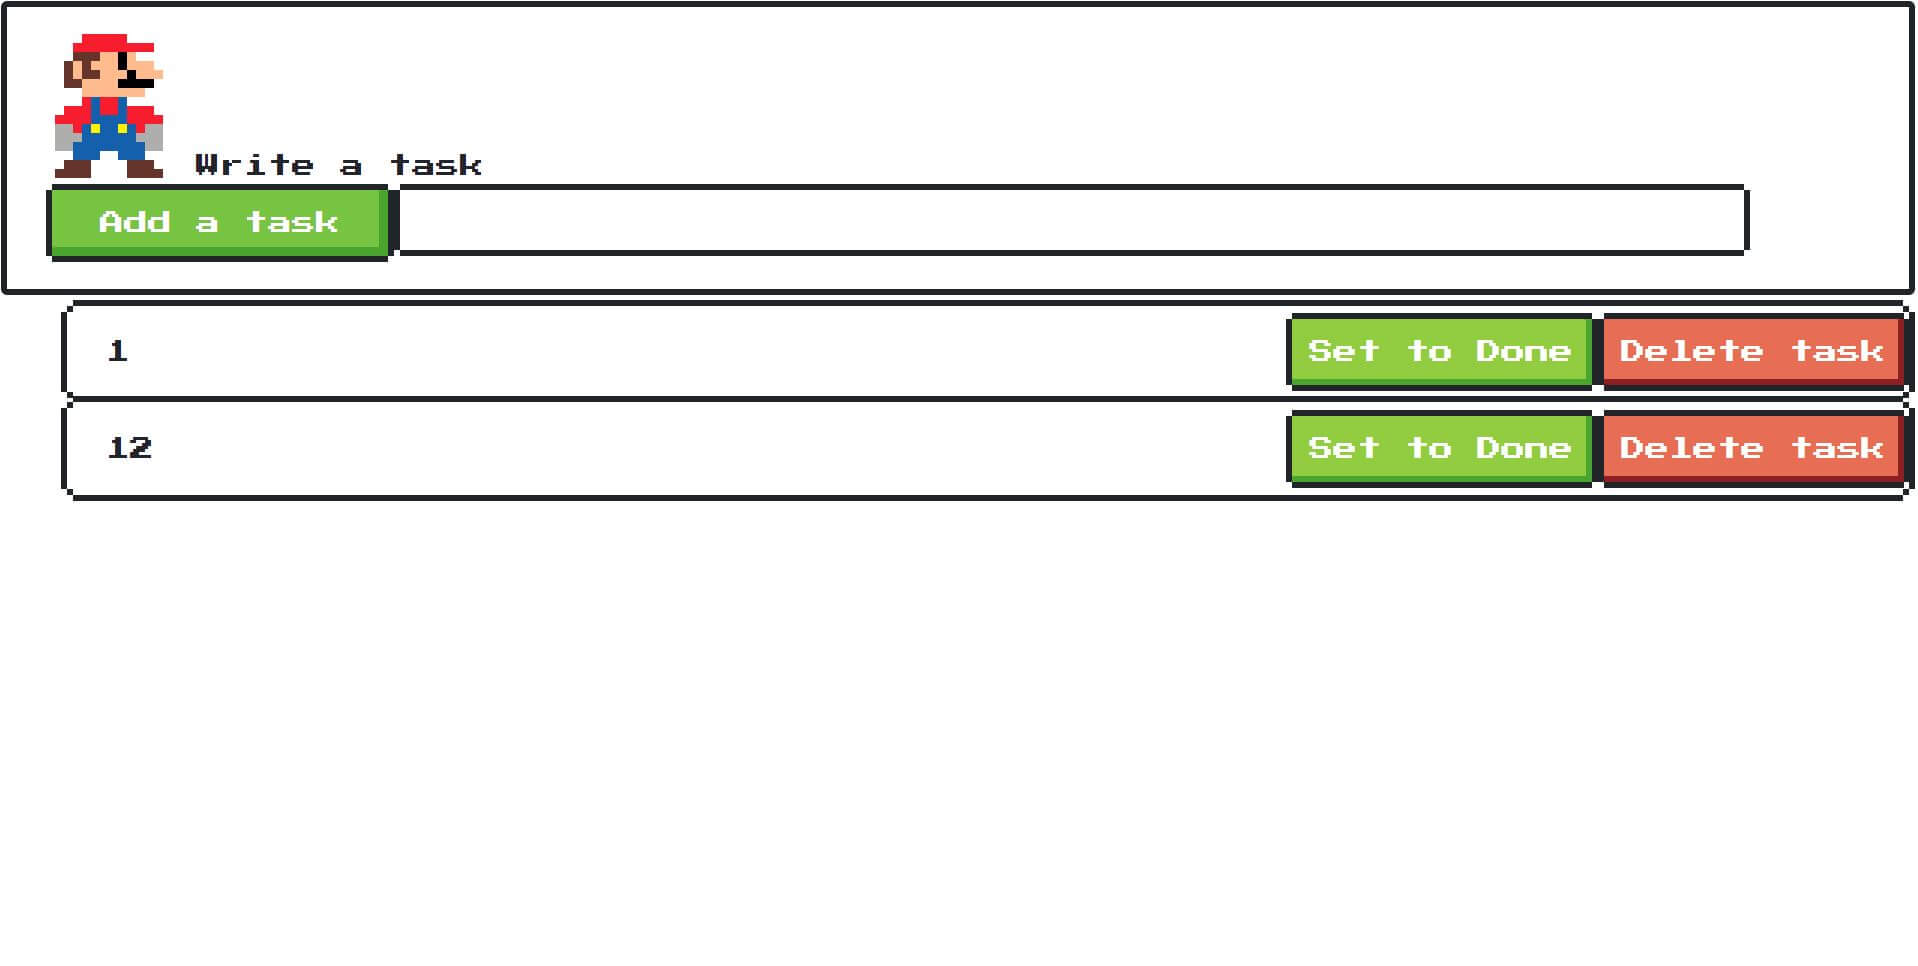 Write a task
Add a task
1 Set to Done Delete task
12 Set to Done Delete task